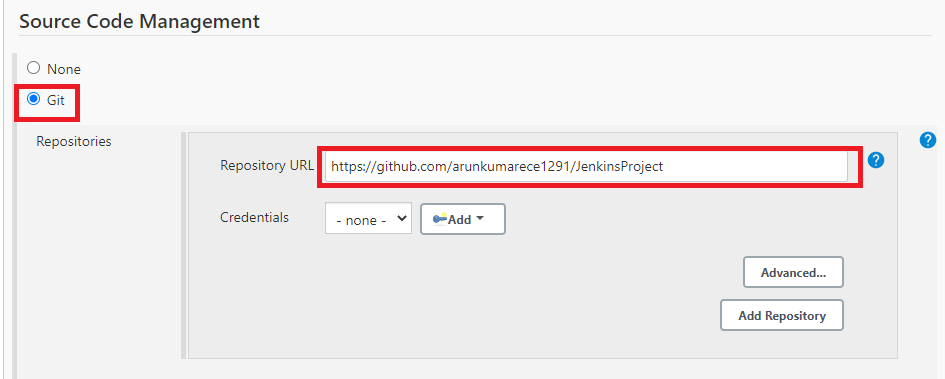 Source Code Management
None
Git
Repositories
Repository URL https://github.com/arunkumarece1291/JenkinsProject
Credentials - none - Add
Advanced...
Add Repository